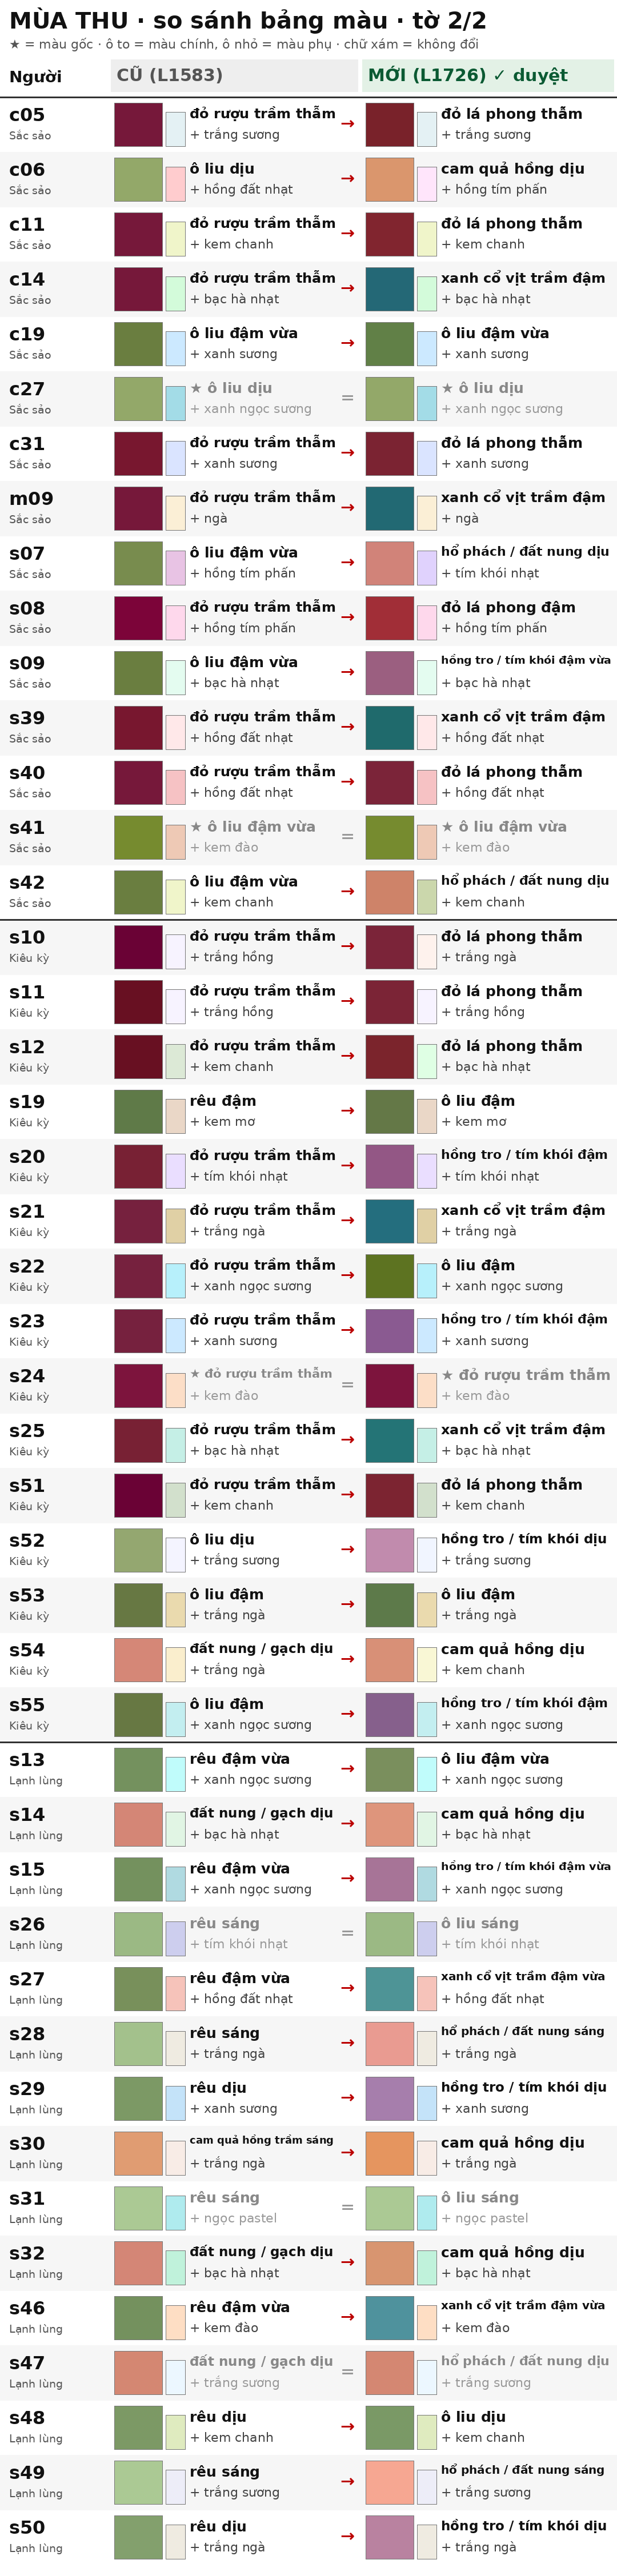 MÙA THU · so sánh bảng màu · tờ 2/2
★ = màu gốc · ô to = màu chính, ô nhỏ = màu phụ · chữ xám = không đổi
Người CŨ (L1583) MỚI (L1726) ✓ duyệt
c05 đỏ rượu trầm thẫm → đỏ lá phong thẫm
Sắc sảo + trắng sương + trắng sương
c06 ô liu dịu → cam quả hồng dịu
Sắc sảo + hồng đất nhạt + hồng tím phấn
c11 đỏ rượu trầm thẫm → đỏ lá phong thẫm
Sắc sảo + kem chanh + kem chanh
c14 đỏ rượu trầm thẫm → xanh cổ vịt trầm đậm
Sắc sảo + bạc hà nhạt + bạc hà nhạt
c19 ô liu đậm vừa → ô liu đậm vừa
Sắc sảo + xanh sương + xanh sương
c27 ★ ô liu dịu = ★ ô liu dịu
Sắc sảo + xanh ngọc sương + xanh ngọc sương
c31 đỏ rượu trầm thẫm → đỏ lá phong thẫm
Sắc sảo + xanh sương + xanh sương
m09 đỏ rượu trầm thẫm → xanh cổ vịt trầm đậm
Sắc sảo + ngà + ngà
s07 ô liu đậm vừa → hổ phách / đất nung dịu
Sắc sảo + hồng tím phấn + tím khói nhạt
s08 đỏ rượu trầm thẫm → đỏ lá phong đậm
Sắc sảo + hồng tím phấn + hồng tím phấn
s09 ô liu đậm vừa → hồng tro / tím khói đậm vừa
Sắc sảo + bạc hà nhạt + bạc hà nhạt
s39 đỏ rượu trầm thẫm → xanh cổ vịt trầm đậm
Sắc sảo + hồng đất nhạt + hồng đất nhạt
s40 đỏ rượu trầm thẫm → đỏ lá phong thẫm
Sắc sảo + hồng đất nhạt + hồng đất nhạt
s41 ★ ô liu đậm vừa = ★ ô liu đậm vừa
Sắc sảo + kem đào + kem đào
s42 ô liu đậm vừa → hổ phách / đất nung dịu
Sắc sảo + kem chanh + kem chanh
s10 đỏ rượu trầm thẫm → đỏ lá phong thẫm
Kiêu kỳ + trắng hồng + trắng ngà
s11 đỏ rượu trầm thẫm → đỏ lá phong thẫm
Kiêu kỳ + trắng hồng + trắng hồng
s12 đỏ rượu trầm thẫm → đỏ lá phong thẫm
Kiêu kỳ + kem chanh + bạc hà nhạt
s19 rêu đậm → ô liu đậm
Kiêu kỳ + kem mơ + kem mơ
s20 đỏ rượu trầm thẫm → hồng tro / tím khói đậm
Kiêu kỳ + tím khói nhạt + tím khói nhạt
s21 đỏ rượu trầm thẫm → xanh cổ vịt trầm đậm
Kiêu kỳ + trắng ngà + trắng ngà
s22 đỏ rượu trầm thẫm → ô liu đậm
Kiêu kỳ + xanh ngọc sương + xanh ngọc sương
s23 đỏ rượu trầm thẫm → hồng tro / tím khói đậm
Kiêu kỳ + xanh sương + xanh sương
s24 ★ đỏ rượu trầm thẫm = ★ đỏ rượu trầm thẫm
Kiêu kỳ + kem đào + kem đào
s25 đỏ rượu trầm thẫm → xanh cổ vịt trầm đậm
Kiêu kỳ + bạc hà nhạt + bạc hà nhạt
s51 đỏ rượu trầm thẫm → đỏ lá phong thẫm
Kiêu kỳ + kem chanh + kem chanh
s52 ô liu dịu → hồng tro / tím khói dịu
Kiêu kỳ + trắng sương + trắng sương
s53 ô liu đậm → ô liu đậm
Kiêu kỳ + trắng ngà + trắng ngà
s54 đất nung / gạch dịu → cam quả hồng dịu
Kiêu kỳ + trắng ngà + kem chanh
s55 ô liu đậm → hồng tro / tím khói đậm
Kiêu kỳ + xanh ngọc sương + xanh ngọc sương
s13 rêu đậm vừa → ô liu đậm vừa
Lạnh lùng + xanh ngọc sương + xanh ngọc sương
s14 đất nung / gạch dịu → cam quả hồng dịu
Lạnh lùng + bạc hà nhạt + bạc hà nhạt
s15 rêu đậm vừa → hồng tro / tím khói đậm vừa
Lạnh lùng + xanh ngọc sương + xanh ngọc sương
s26 rêu sáng = ô liu sáng
Lạnh lùng + tím khói nhạt + tím khói nhạt
s27 rêu đậm vừa → xanh cổ vịt trầm đậm vừa
Lạnh lùng + hồng đất nhạt + hồng đất nhạt
s28 rêu sáng → hổ phách / đất nung sáng
Lạnh lùng + trắng ngà + trắng ngà
s29 rêu dịu → hồng tro / tím khói dịu
Lạnh lùng + xanh sương + xanh sương
s30 cam quả hồng trầm sáng → cam quả hồng dịu
Lạnh lùng + trắng ngà + trắng ngà
s31 rêu sáng = ô liu sáng
Lạnh lùng + ngọc pastel + ngọc pastel
s32 đất nung / gạch dịu → cam quả hồng dịu
Lạnh lùng + bạc hà nhạt + bạc hà nhạt
s46 rêu đậm vừa → xanh cổ vịt trầm đậm vừa
Lạnh lùng + kem đào + kem đào
s47 đất nung / gạch dịu = hổ phách / đất nung dịu
Lạnh lùng + trắng sương + trắng sương
s48 rêu dịu → ô liu dịu
Lạnh lùng + kem chanh + kem chanh
s49 rêu sáng → hổ phách / đất nung sáng
Lạnh lùng + trắng sương + trắng sương
s50 rêu dịu → hồng tro / tím khói dịu
Lạnh lùng + trắng ngà + trắng ngà